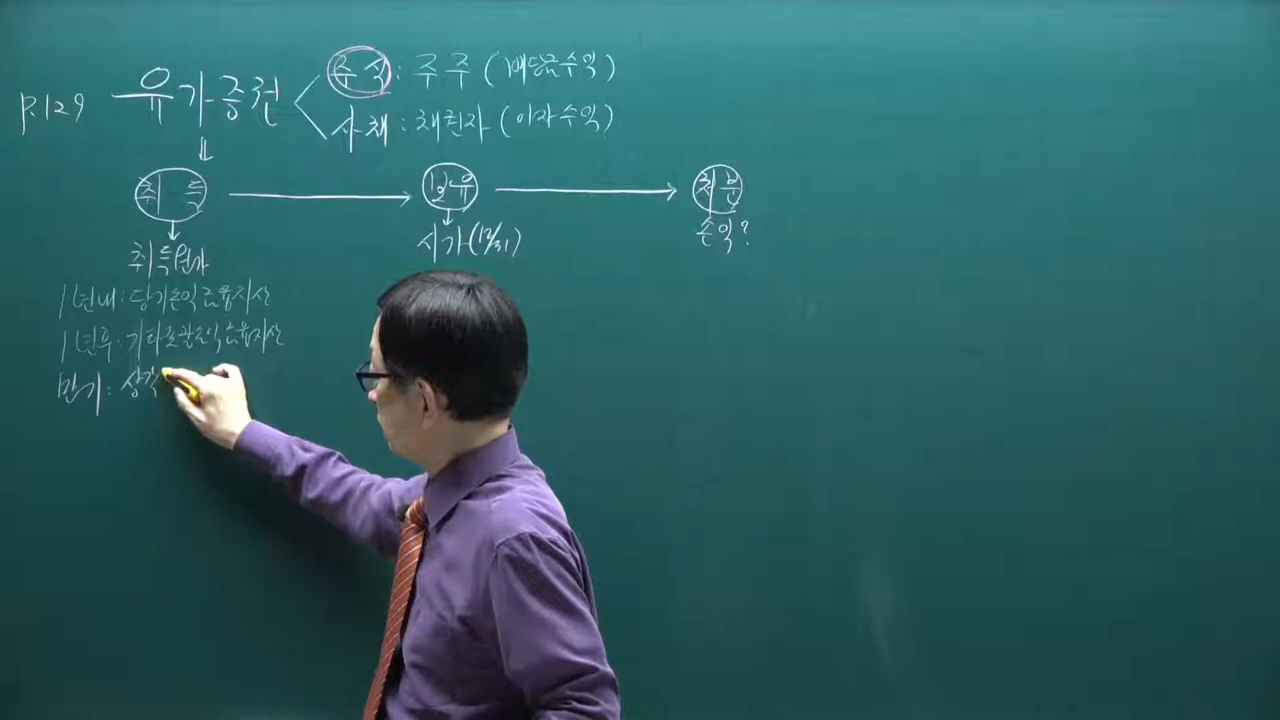 p.129
유가증권
주식 : 주주 (배당금수익)
사채 : 채권자 (이자수익)
취득
보유
처분
취득원가
시가(12/31)
손익?
1년내 : 당기손익금융자산
1년후 : 기타포괄손익금융자산
만기 : 상각